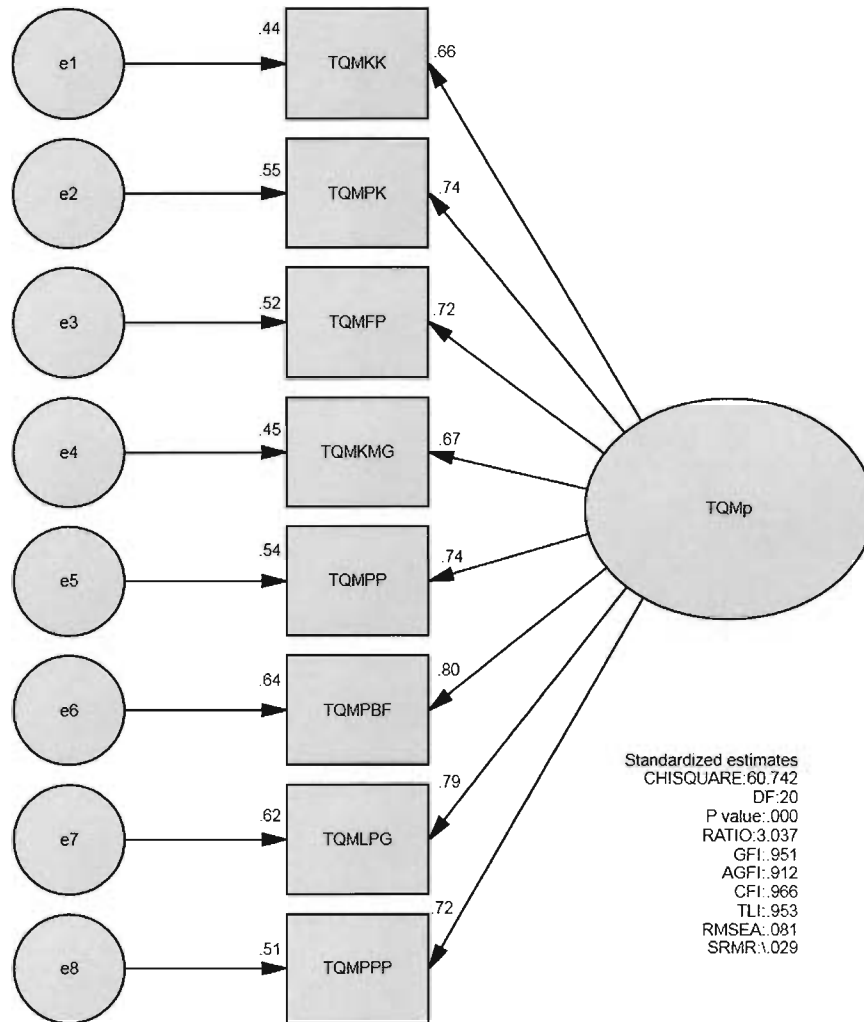 .44
.66
e1
TQMKK
.55
.74
e2
TQMPK
.52
.72
e3
TQMFP
.45
.67
e4
TQMKMG
TQMp
.54
.74
e5
TQMPP
.80
.64
e6
TQMPBF
.79
.62
e7
TQMLPG
.72
.51
e8
TQMPPP
Standardized estimates
CHISQUARE:60.742
DF:20
P value:.000
RATIO:3.037
GFI:.951
AGFI:.912
CFI:.966
TLI:.953
RMSEA:.081
SRMR:\.029